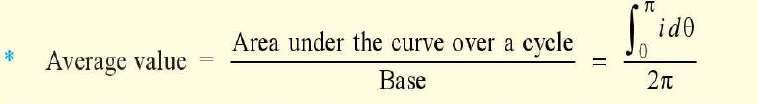 * Average value = Area under the curve over a cycle / Base = ∫₀^π i dθ / 2π